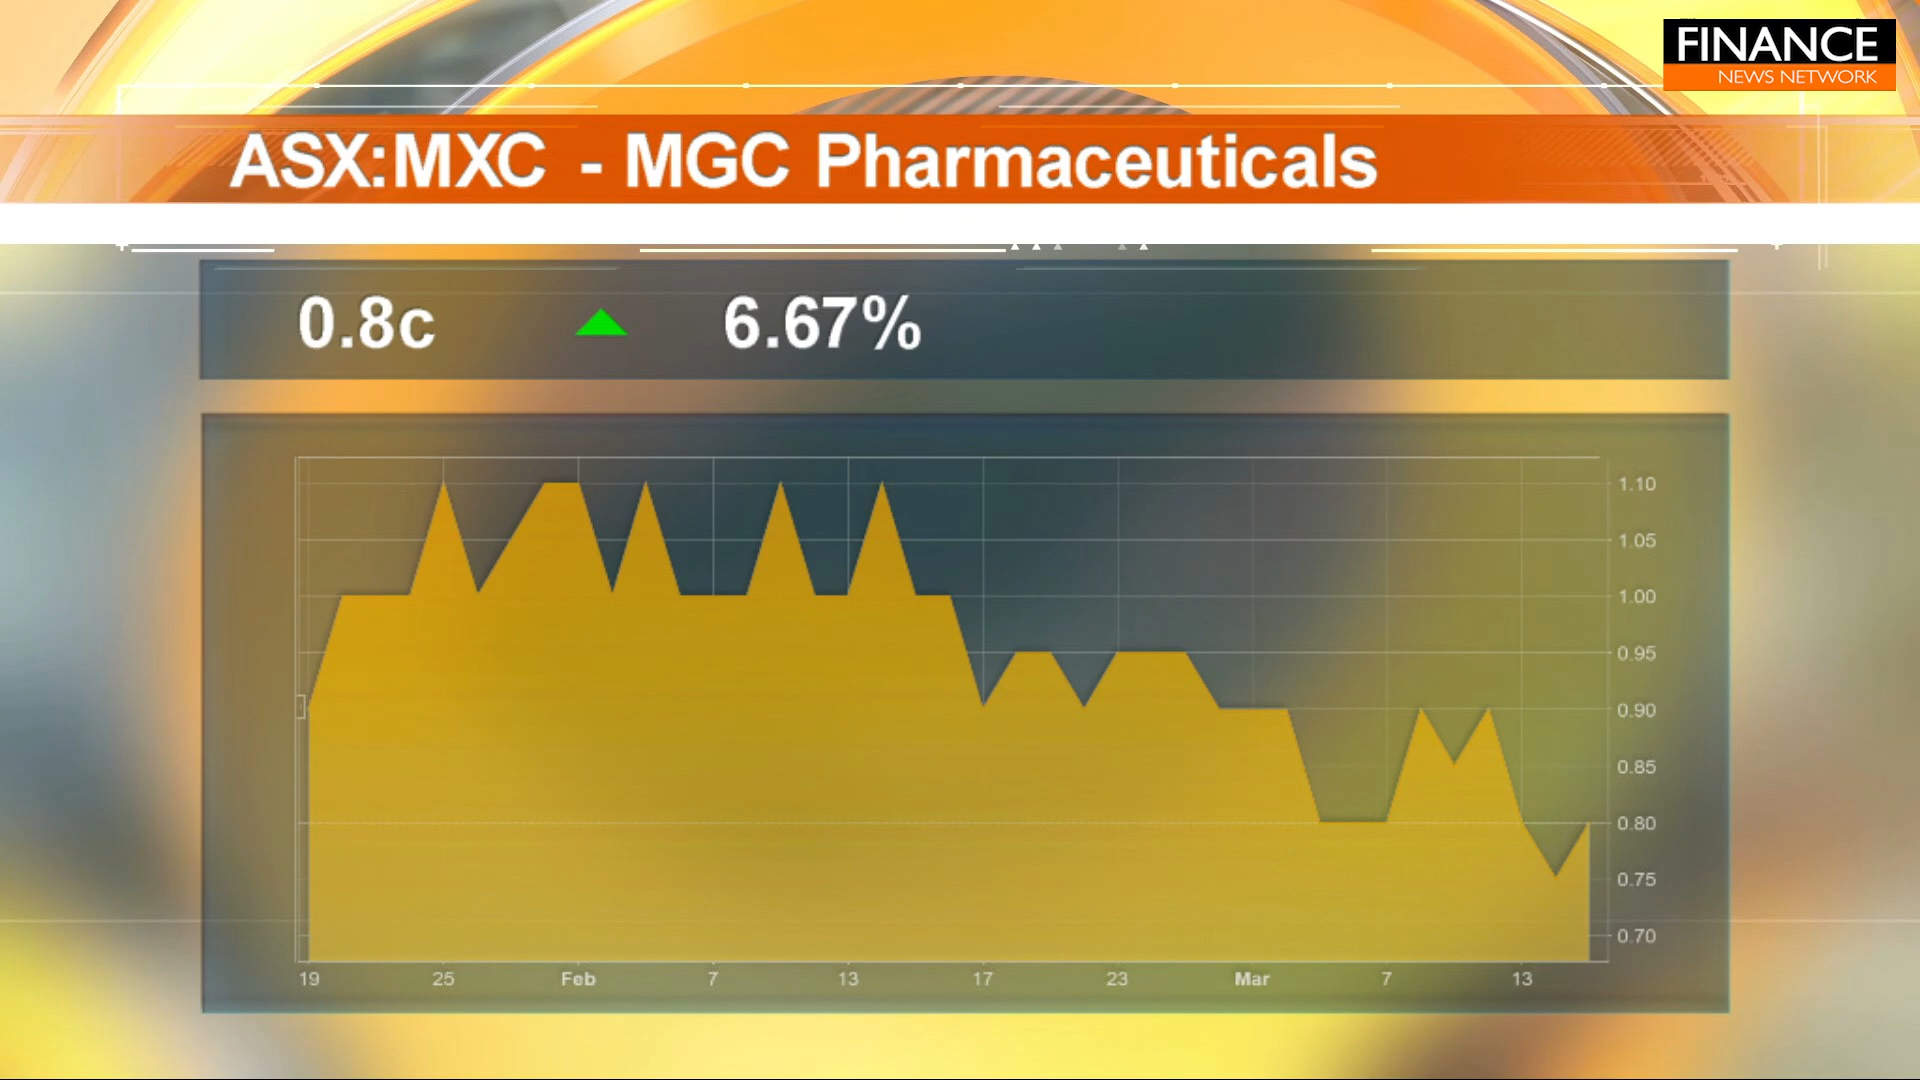 FINANCE
NEWS NETWORK
ASX:MXC - MGC Pharmaceuticals
0.8c 6.67%
1.10
1.05
1.00
0.95
0.90
0.85
0.80
0.75
0.70
19 25 Feb 7 13 17 23 Mar 7 13